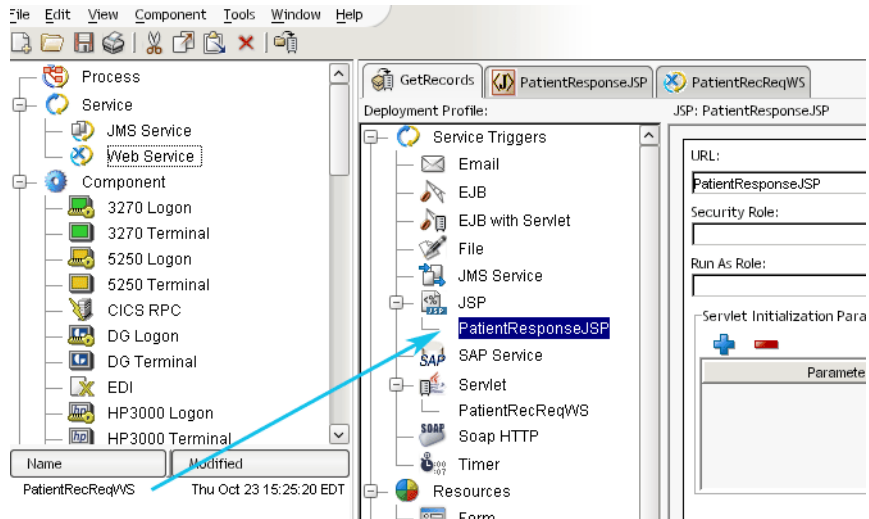 File Edit View Component Tools Window Help
Process
Service
JMS Service
Web Service
Component
3270 Logon
3270 Terminal
5250 Logon
5250 Terminal
CICS RPC
DG Logon
DG Terminal
EDI
HP3000 Logon
HP3000 Terminal
Name Modified
PatientRecReqWS Thu Oct 23 15:25:20 EDT
GetRecords PatientResponseJSP PatientRecReqWS
Deployment Profile:
Service Triggers
Email
EJB
EJB with Servlet
File
JMS Service
JSP
PatientResponseJSP
SAP Service
Servlet
PatientRecReqWS
Soap HTTP
Timer
Resources
Form
JSP: PatientResponseJSP
URL:
PatientResponseJSP
Security Role:
Run As Role:
Servlet Initialization Para
Paramete